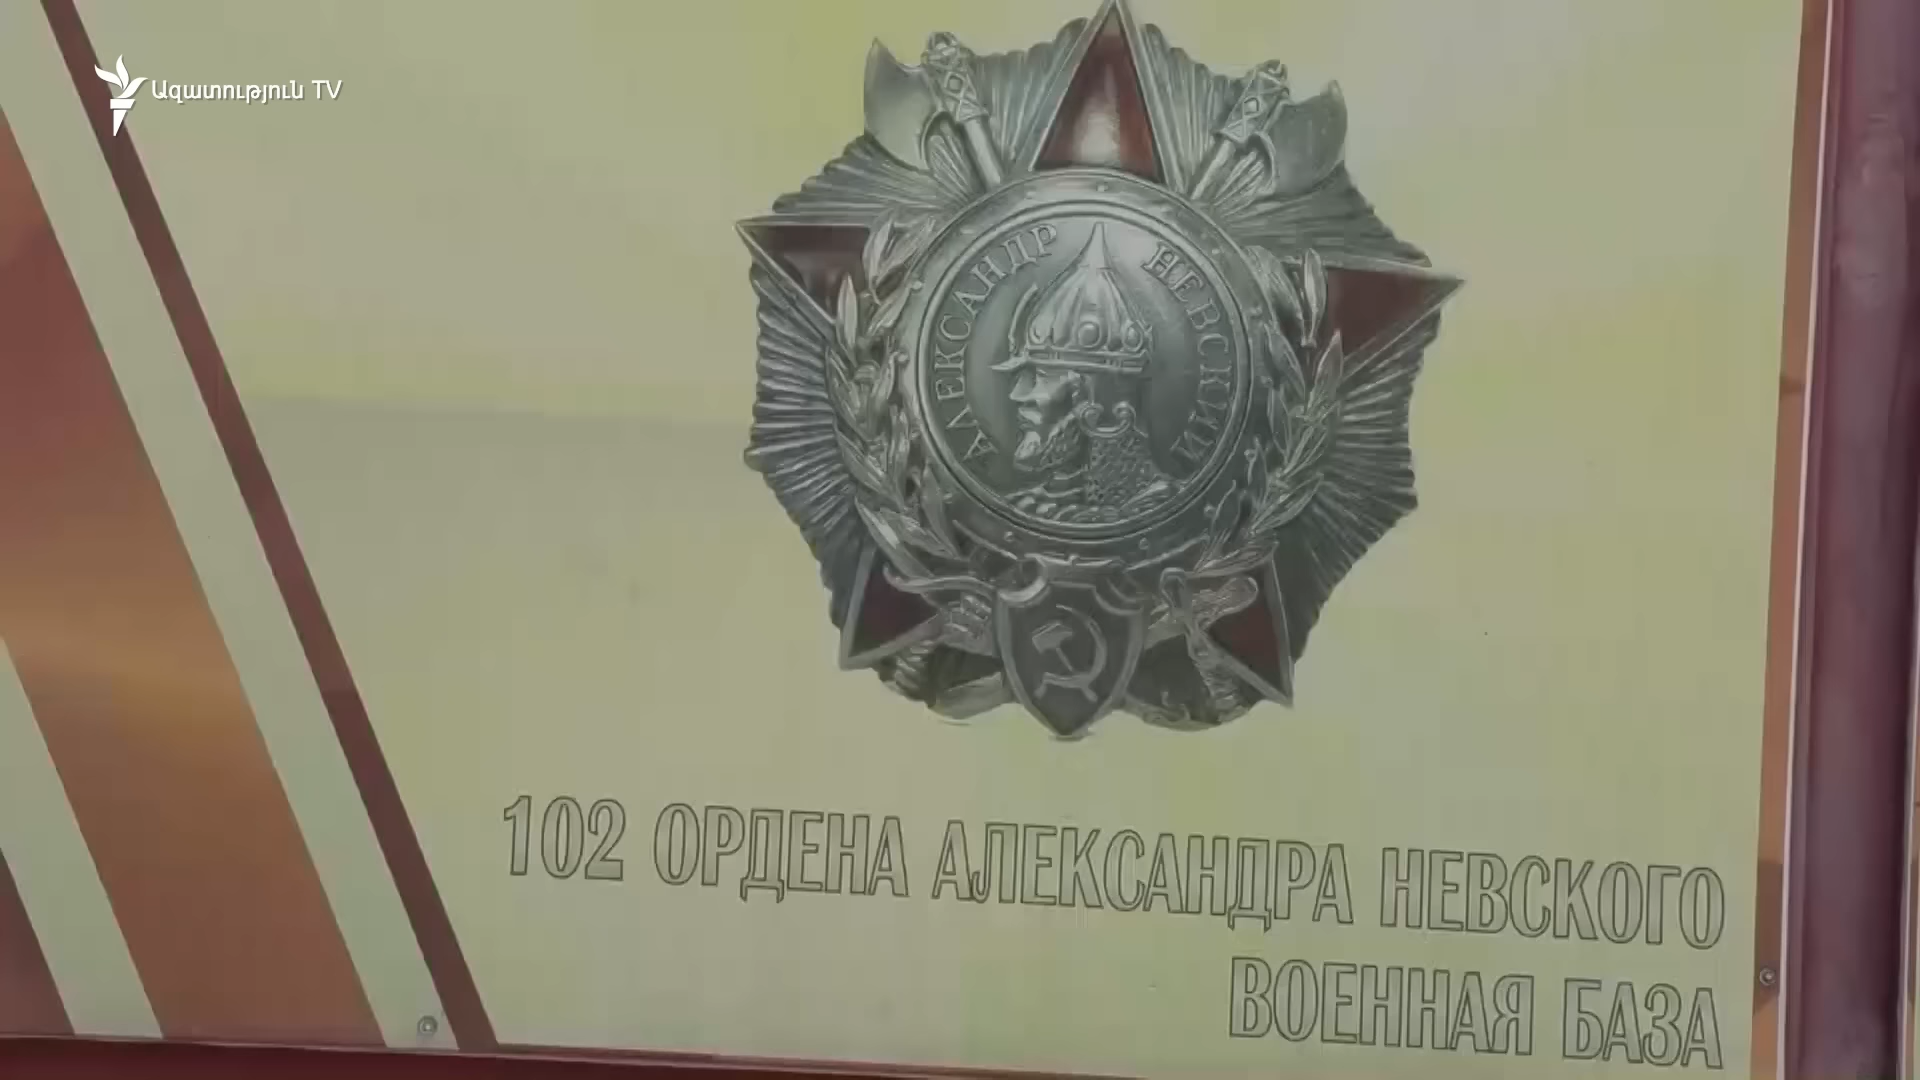 Ազատություն TV
АЛЕКСАНДР НЕВСКИЙ
102 ОРДЕНА АЛЕКСАНДРА НЕВСКОГО
ВОЕННАЯ БАЗА